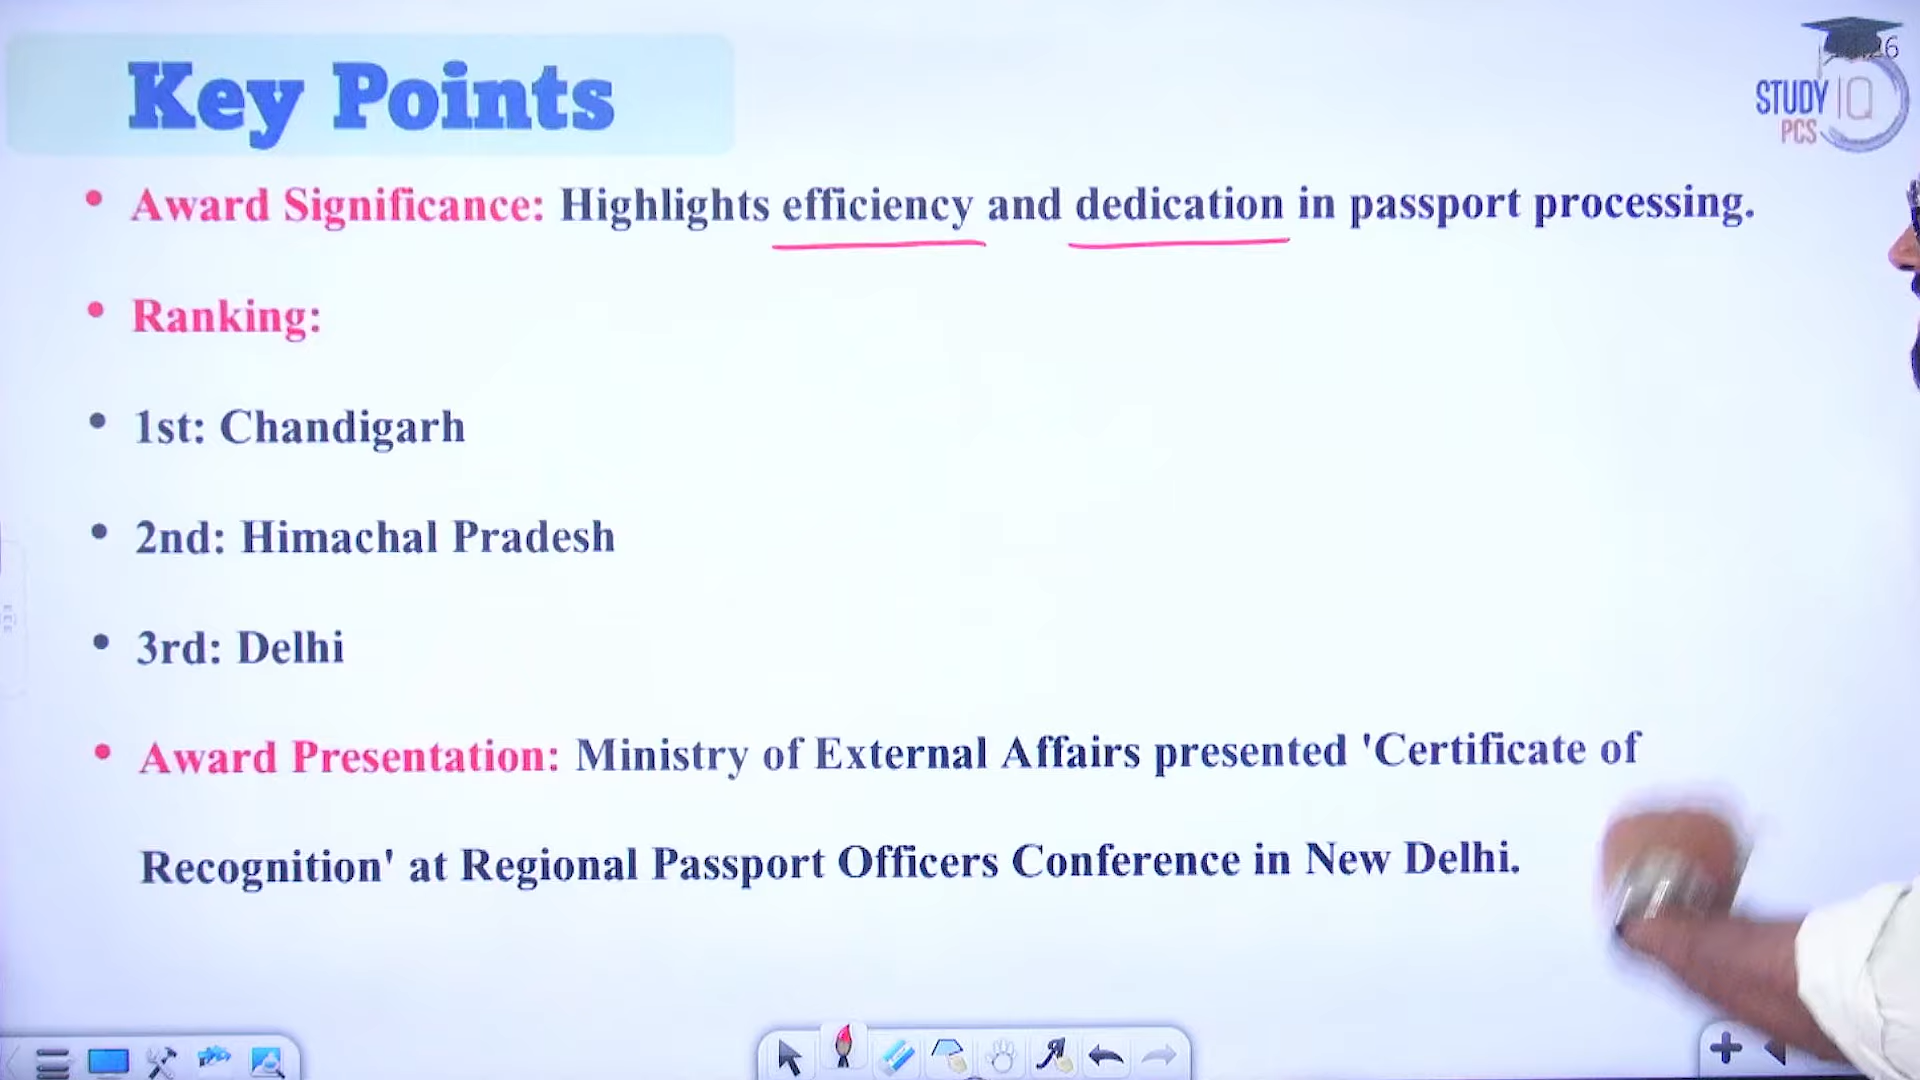 Key Points
STUDY IQ
PCS
• Award Significance: Highlights efficiency and dedication in passport processing.
• Ranking:
• 1st: Chandigarh
• 2nd: Himachal Pradesh
• 3rd: Delhi
• Award Presentation: Ministry of External Affairs presented 'Certificate of
Recognition' at Regional Passport Officers Conference in New Delhi.